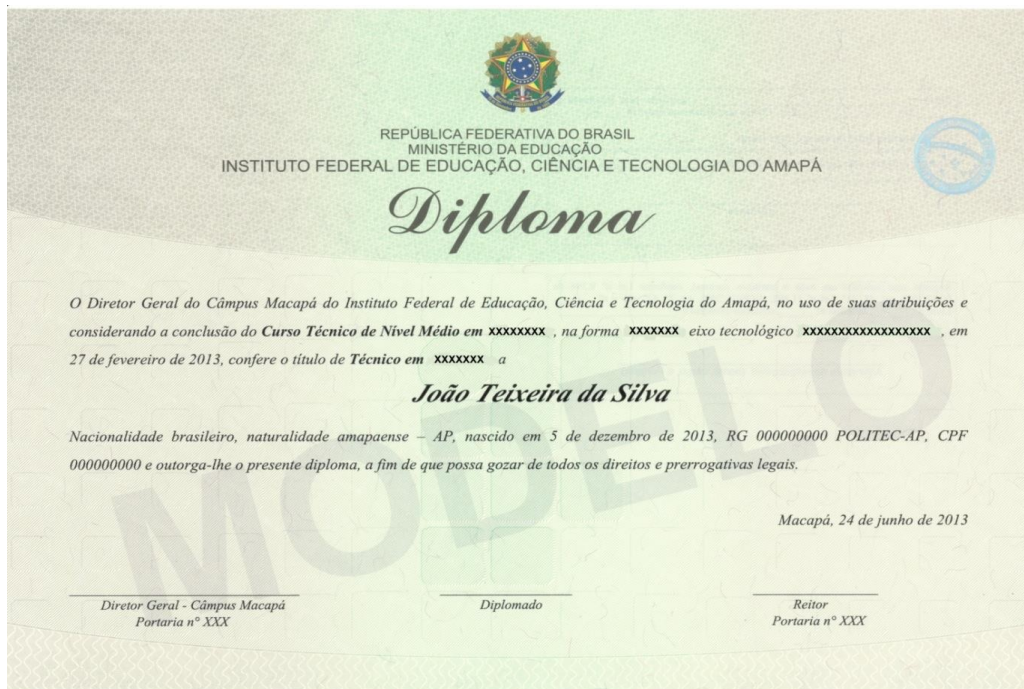 REPÚBLICA FEDERATIVA DO BRASIL
MINISTÉRIO DA EDUCAÇÃO
INSTITUTO FEDERAL DE EDUCAÇÃO, CIÊNCIA E TECNOLOGIA DO AMAPÁ
Diploma
O Diretor Geral do Câmpus Macapá do Instituto Federal de Educação, Ciência e Tecnologia do Amapá, no uso de suas atribuições e
considerando a conclusão do Curso Técnico de Nível Médio em xxxxxxxx , na forma xxxxxxx eixo tecnológico xxxxxxxxxxxxxxxxxx , em
27 de fevereiro de 2013, confere o título de Técnico em xxxxxxx a
João Teixeira da Silva
Nacionalidade brasileiro, naturalidade amapaense – AP, nascido em 5 de dezembro de 2013, RG 000000000 POLITEC-AP, CPF
000000000 e outorga-lhe o presente diploma, a fim de que possa gozar de todos os direitos e prerrogativas legais.
MODELO
Macapá, 24 de junho de 2013
Diretor Geral - Câmpus Macapá Diplomado Reitor
Portaria n° XXX Portaria n° XXX